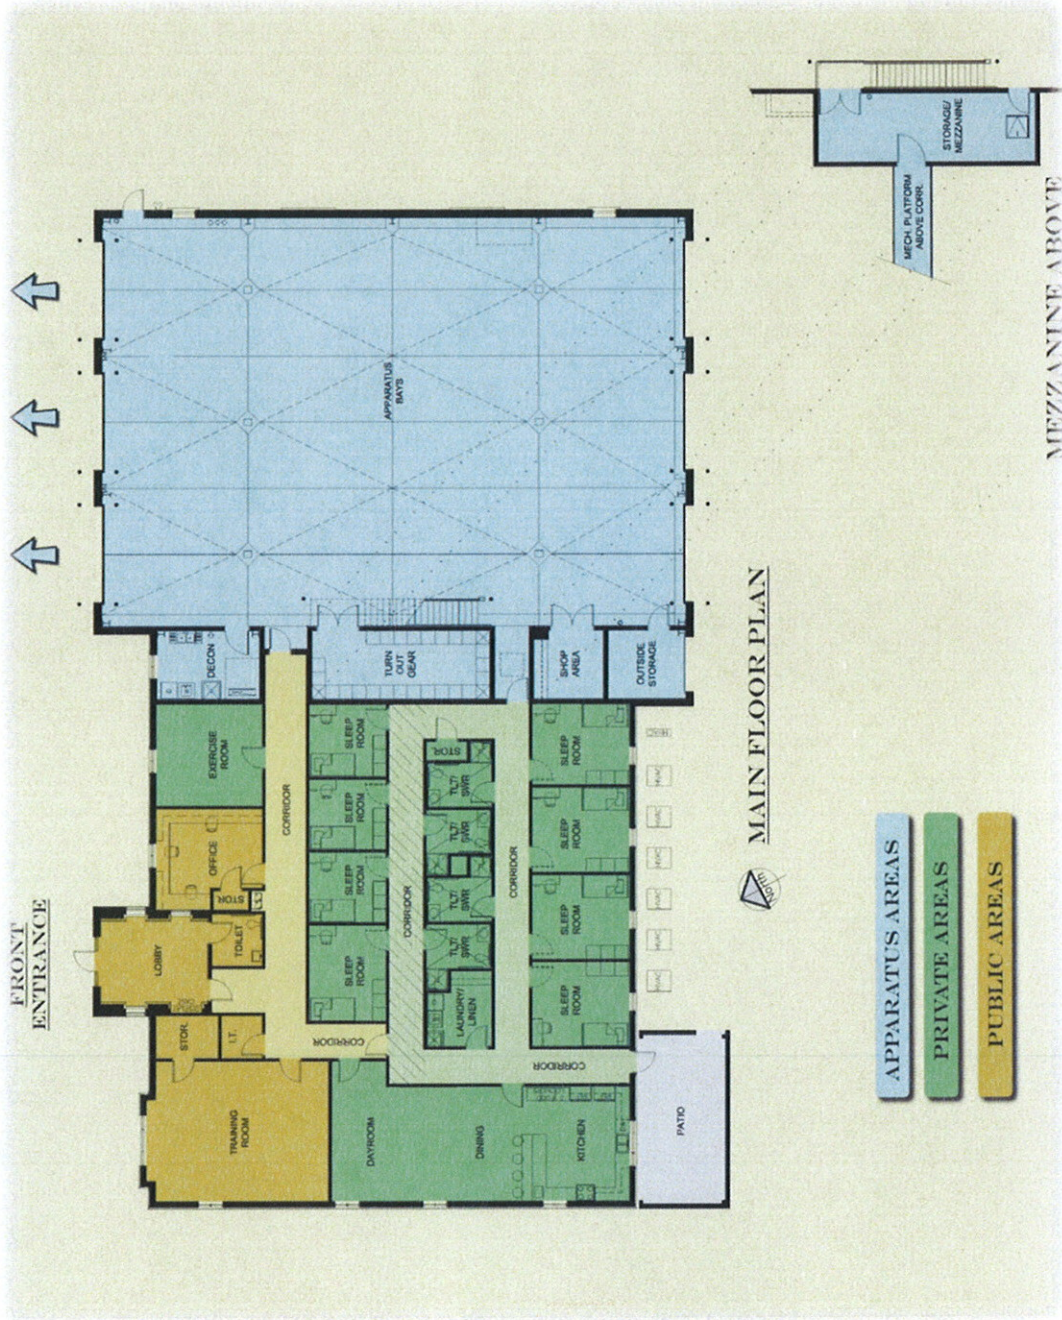 STORAGE/
MEZZANINE
MECH. PLATFORM
ABOVE CORR.
MEZZANINE ABOVE
APPARATUS
BAYS
DECON
TURN
OUT
GEAR
SHOP
AREA
OUTSIDE
STORAGE
EXERCISE
ROOM
CORRIDOR
SLEEP
ROOM
STOR.
TLT/
SWR
SLEEP
ROOM
OFFICE
SLEEP
ROOM
TLT/
SWR
SLEEP
ROOM
CORRIDOR
CORRIDOR
STOR.
SLEEP
ROOM
TLT/
SWR
SLEEP
ROOM
LOBBY
TOILET
SLEEP
ROOM
TLT/
SWR
LAUNDRY/
LINEN
SLEEP
ROOM
STOR.
I.T.
CORRIDOR
CORRIDOR
TRAINING
ROOM
DAYROOM
DINING
KITCHEN
PATIO
FRONT
ENTRANCE
MAIN FLOOR PLAN
North
APPARATUS AREAS
PRIVATE AREAS
PUBLIC AREAS